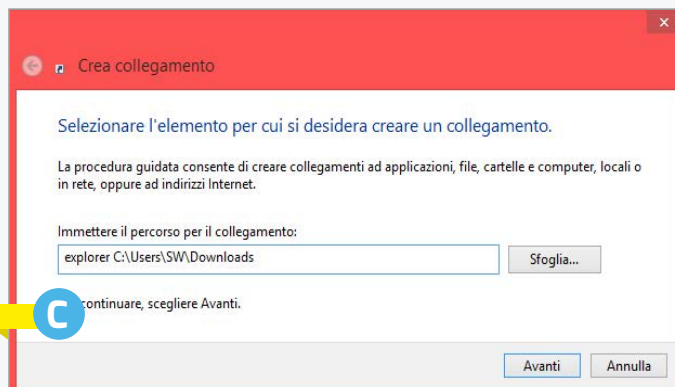 Crea collegamento
Selezionare l'elemento per cui si desidera creare un collegamento.
La procedura guidata consente di creare collegamenti ad applicazioni, file, cartelle e computer, locali o
in rete, oppure ad indirizzi Internet.
Immettere il percorso per il collegamento:
explorer C:\Users\SW\Downloads
Sfoglia...
C
continuare, scegliere Avanti.
Avanti
Annulla